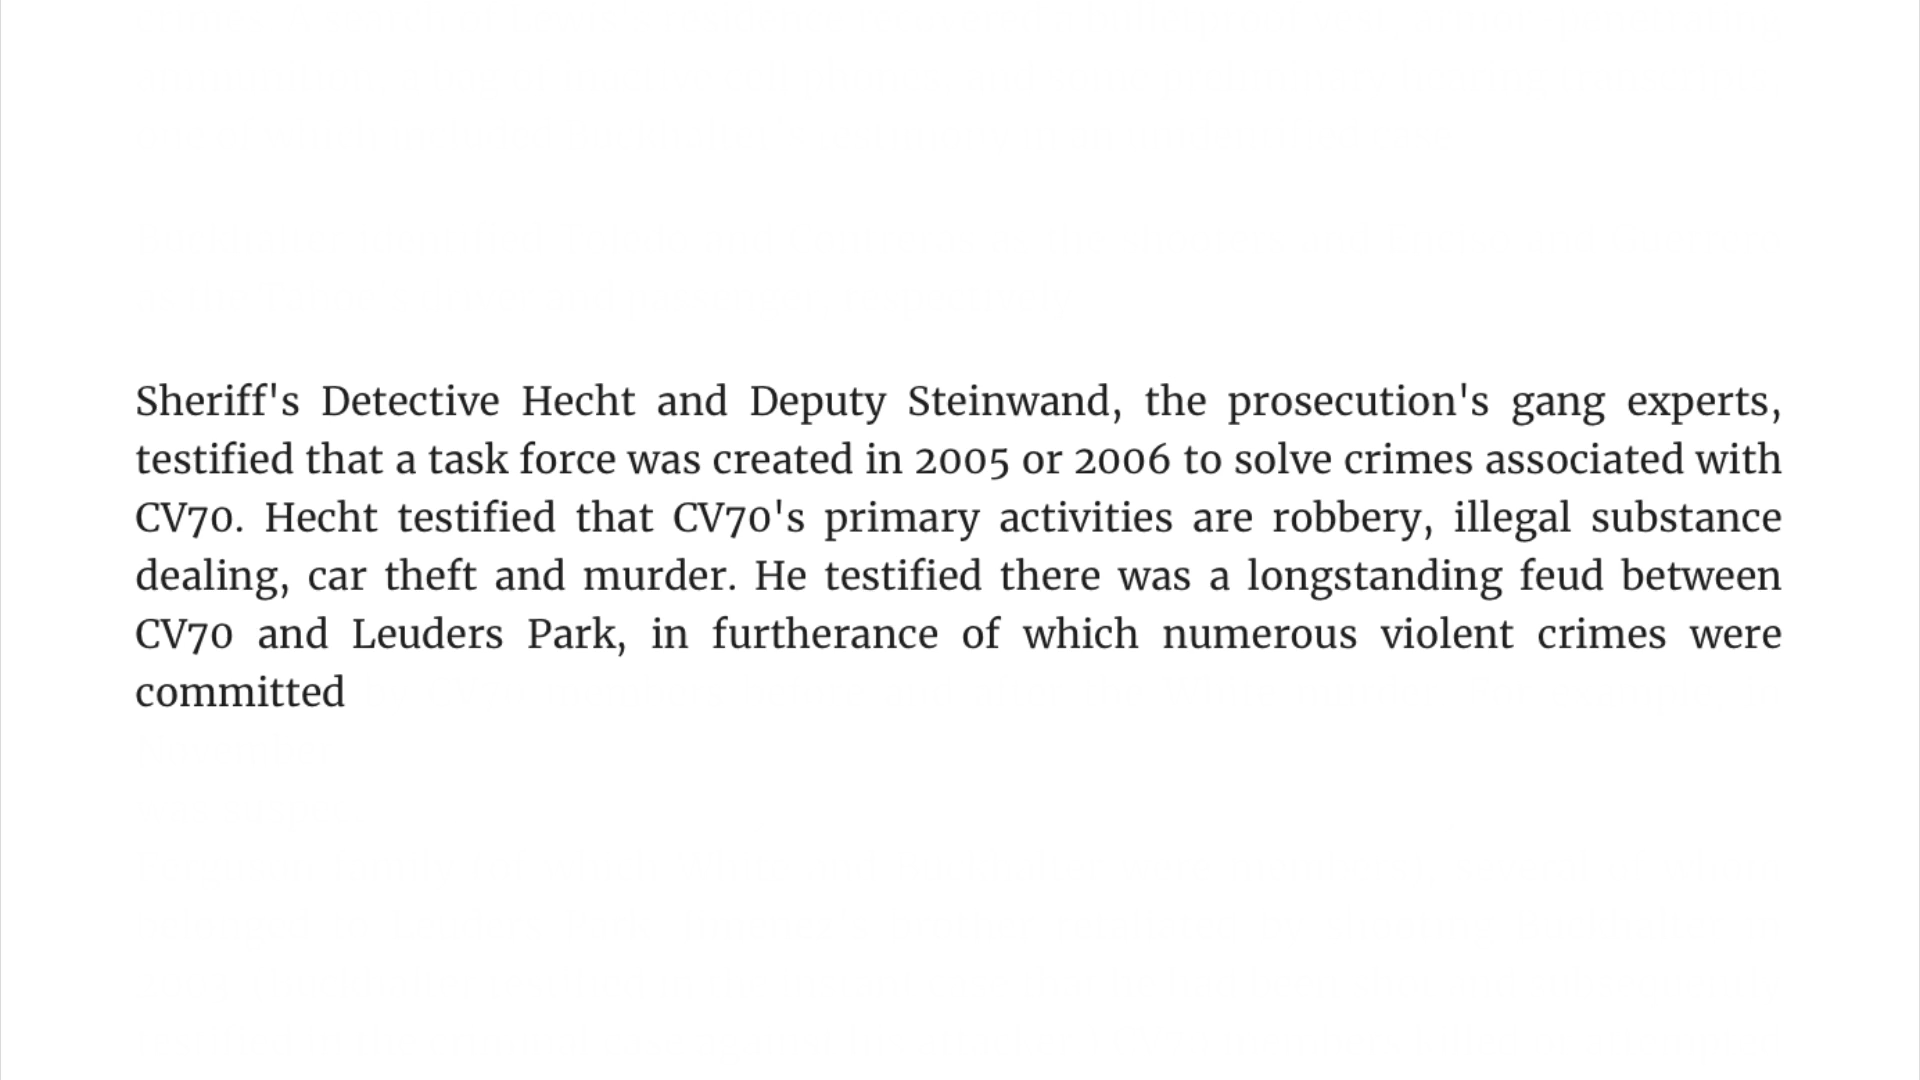 Sheriff's Detective Hecht and Deputy Steinwand, the prosecution's gang experts,
testified that a task force was created in 2005 or 2006 to solve crimes associated with
CV70. Hecht testified that CV70's primary activities are robbery, illegal substance
dealing, car theft and murder. He testified there was a longstanding feud between
CV70 and Leuders Park, in furtherance of which numerous violent crimes were
committed